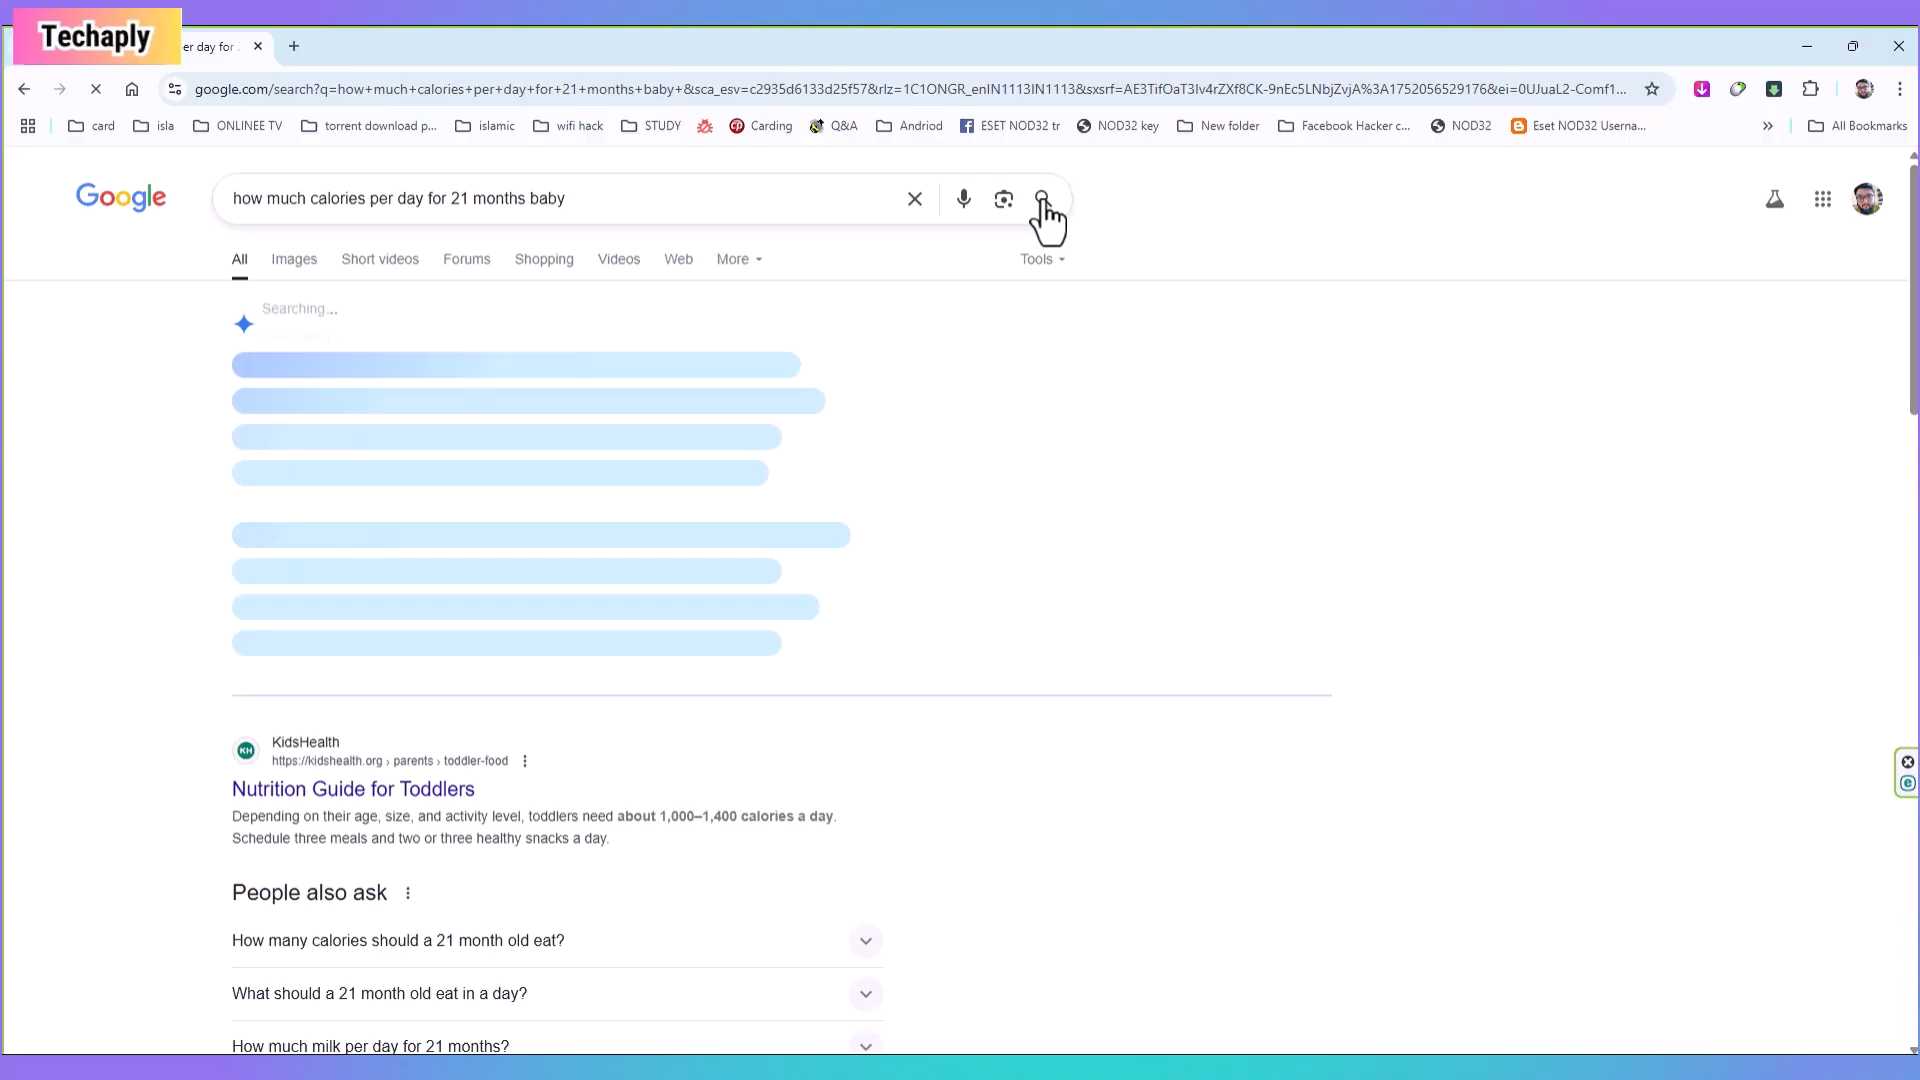 Techaply
er day for
google.com/search?q=how+much+calories+per+day+for+21+months+baby+&sca_esv=c2935d6133d25f57&rlz=1C1ONGR_enIN1113IN1113&sxsrf=AE3TifOaT3Iv4rZXf8CK-9nEc5LNbjZvjA%3A1752056529176&ei=0UJuaL2-Comf1...
card isla ONLINEE TV torrent download p... islamic wifi hack STUDY Carding Q&A Andriod ESET NOD32 tr NOD32 key New folder Facebook Hacker c... NOD32 Eset NOD32 Userna... » All Bookmarks
Google how much calories per day for 21 months baby
All Images Short videos Forums Shopping Videos Web More Tools
Searching...
KidsHealth
https://kidshealth.org › parents › toddler-food
Nutrition Guide for Toddlers
Depending on their age, size, and activity level, toddlers need about 1,000–1,400 calories a day.
Schedule three meals and two or three healthy snacks a day.
People also ask
How many calories should a 21 month old eat?
What should a 21 month old eat in a day?
How much milk per day for 21 months?